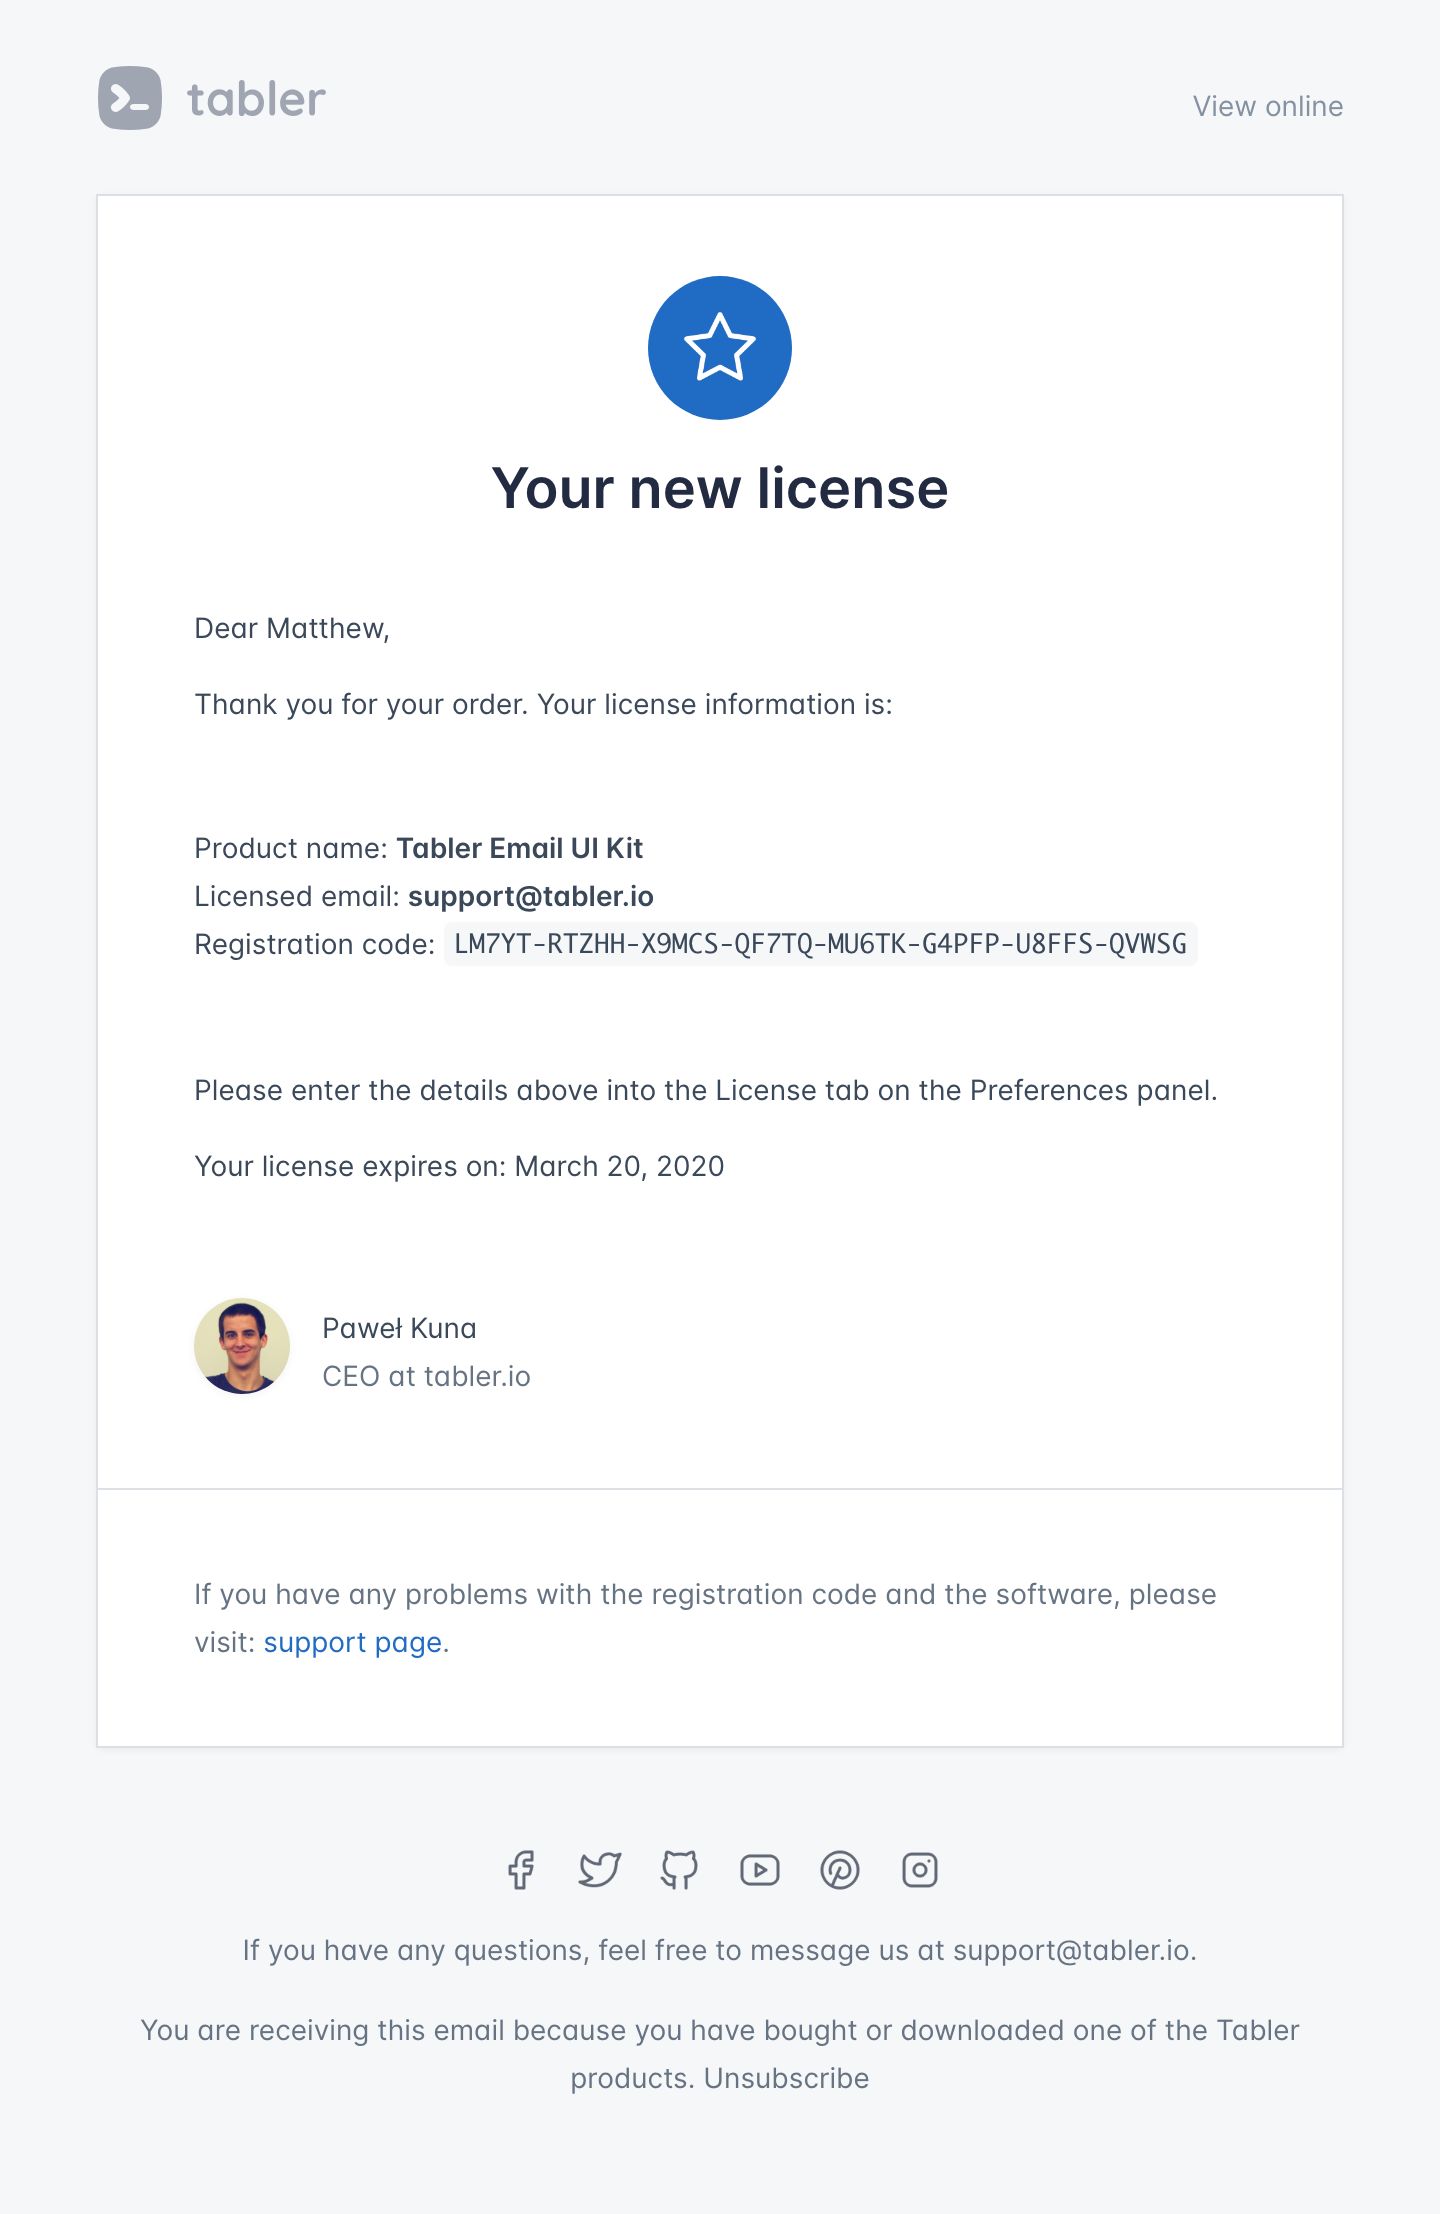 tabler
View online
Your new license
Dear Matthew,
Thank you for your order. Your license information is:
Product name: Tabler Email UI Kit
Licensed email: support@tabler.io
Registration code: LM7YT-RTZHH-X9MCS-QF7TQ-MU6TK-G4PFP-U8FFS-QVWSG
Please enter the details above into the License tab on the Preferences panel.
Your license expires on: March 20, 2020
Paweł Kuna
CEO at tabler.io
If you have any problems with the registration code and the software, please
visit: support page.
If you have any questions, feel free to message us at support@tabler.io.
You are receiving this email because you have bought or downloaded one of the Tabler
products. Unsubscribe